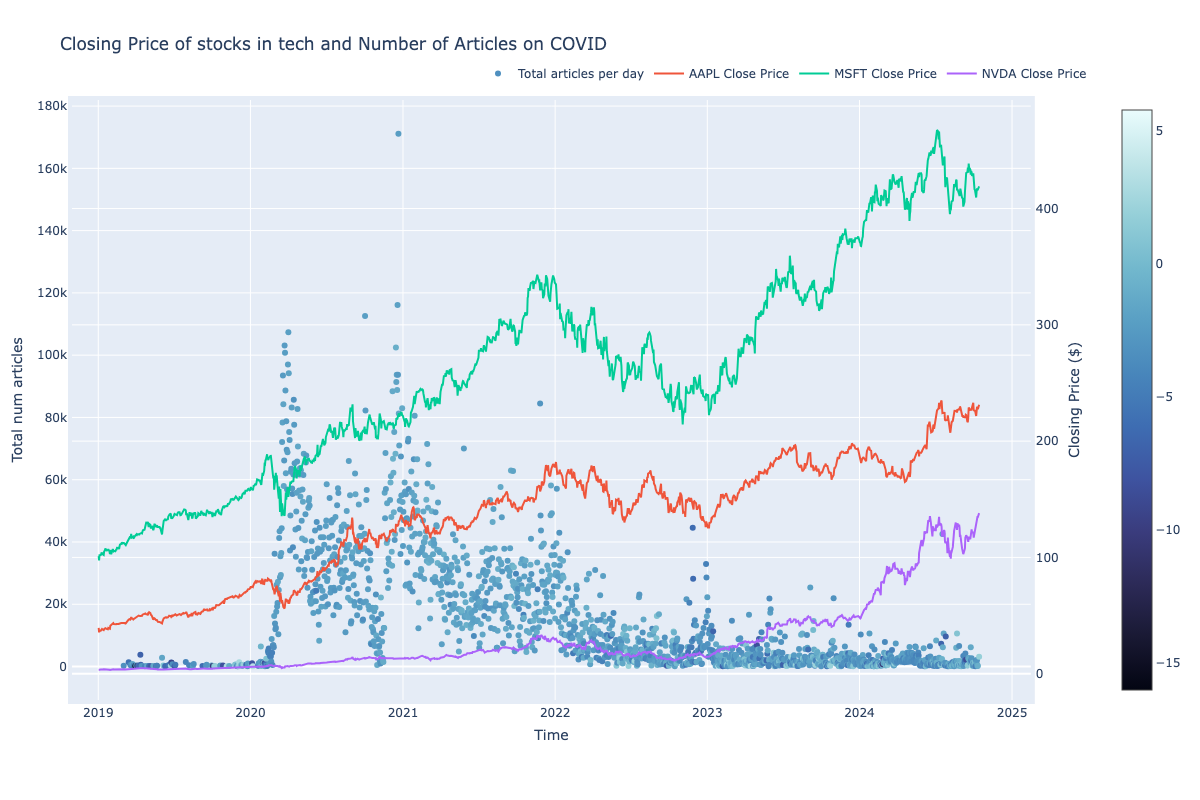 Closing Price of stocks in tech and Number of Articles on COVID
Total articles per day AAPL Close Price MSFT Close Price NVDA Close Price
180k
160k
140k
120k
100k
80k
60k
40k
20k
0
Total num articles
400
300
200
100
0
Closing Price ($)
5
0
−5
−10
−15
2019 2020 2021 2022 2023 2024 2025
Time